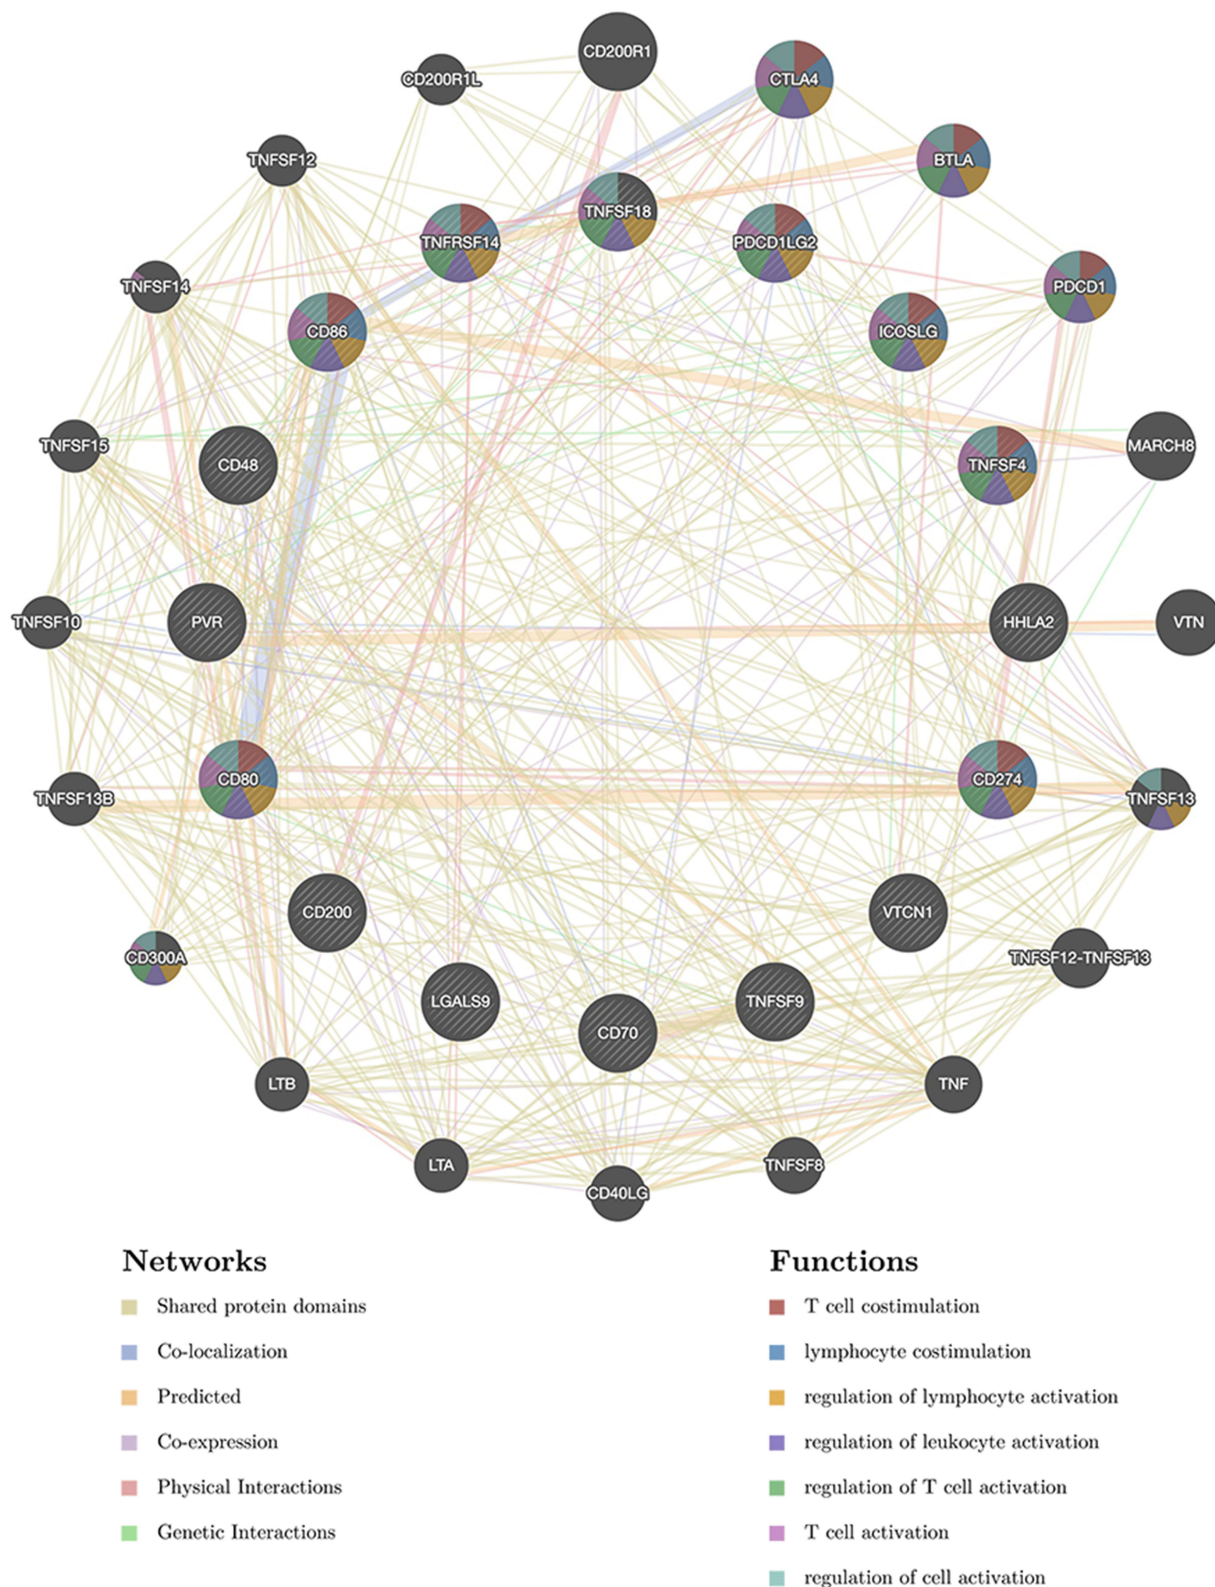 CD200R1
CD200R1L
CTLA4
TNFSF12
BTLA
TNFSF18
TNFRSF14
PDCD1LG2
TNFSF14
PDCD1
CD86
ICOSLG
TNFSF15
MARCH8
CD48
TNFSF4
TNFSF10
PVR
HHLA2
VTN
CD80
CD274
TNFSF13B
TNFSF13
CD200
VTCN1
CD300A
TNFSF12-TNFSF13
LGALS9
TNFSF9
CD70
LTB
TNF
LTA
TNFSF8
CD40LG
Networks
Shared protein domains
Co-localization
Predicted
Co-expression
Physical Interactions
Genetic Interactions
Functions
T cell costimulation
lymphocyte costimulation
regulation of lymphocyte activation
regulation of leukocyte activation
regulation of T cell activation
T cell activation
regulation of cell activation